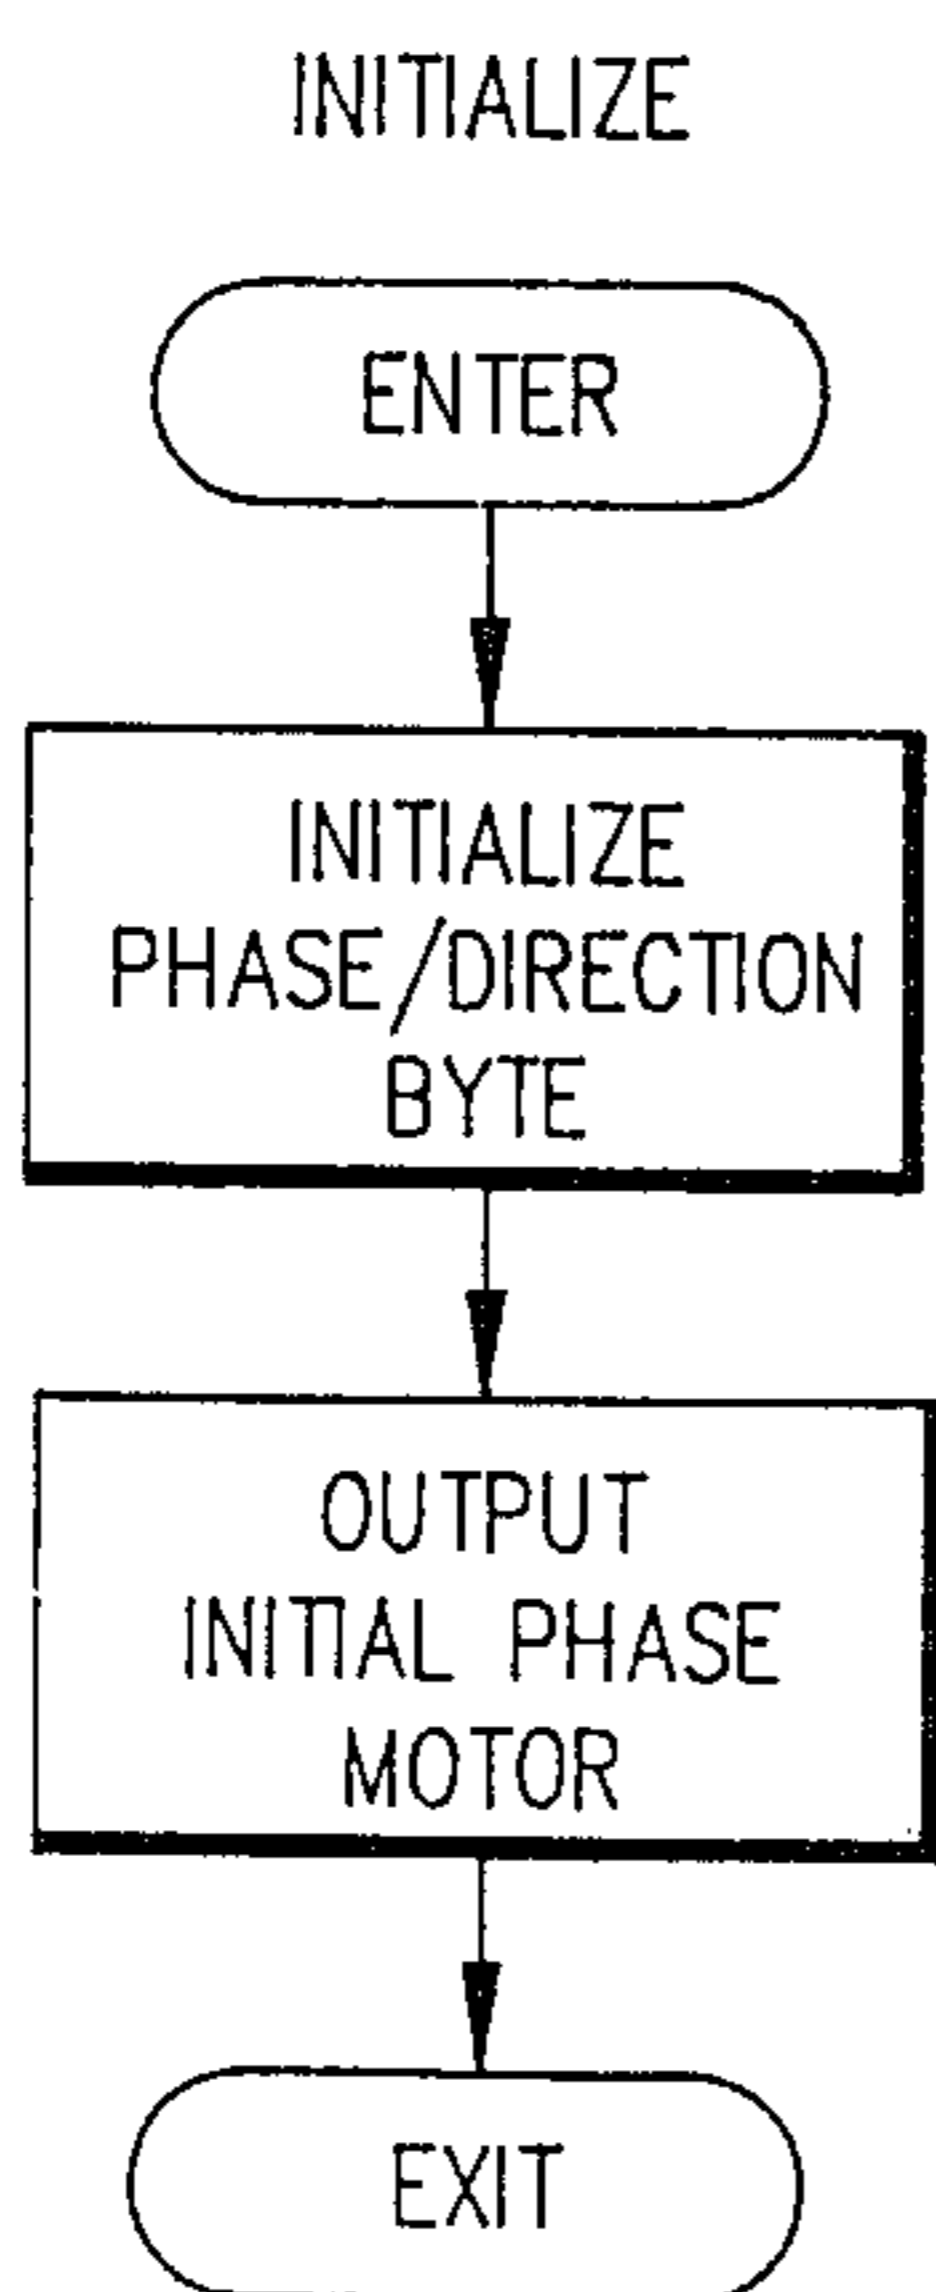 INITIALIZE
ENTER
INITIALIZE
PHASE/DIRECTION
BYTE
OUTPUT
INITIAL PHASE
MOTOR
EXIT